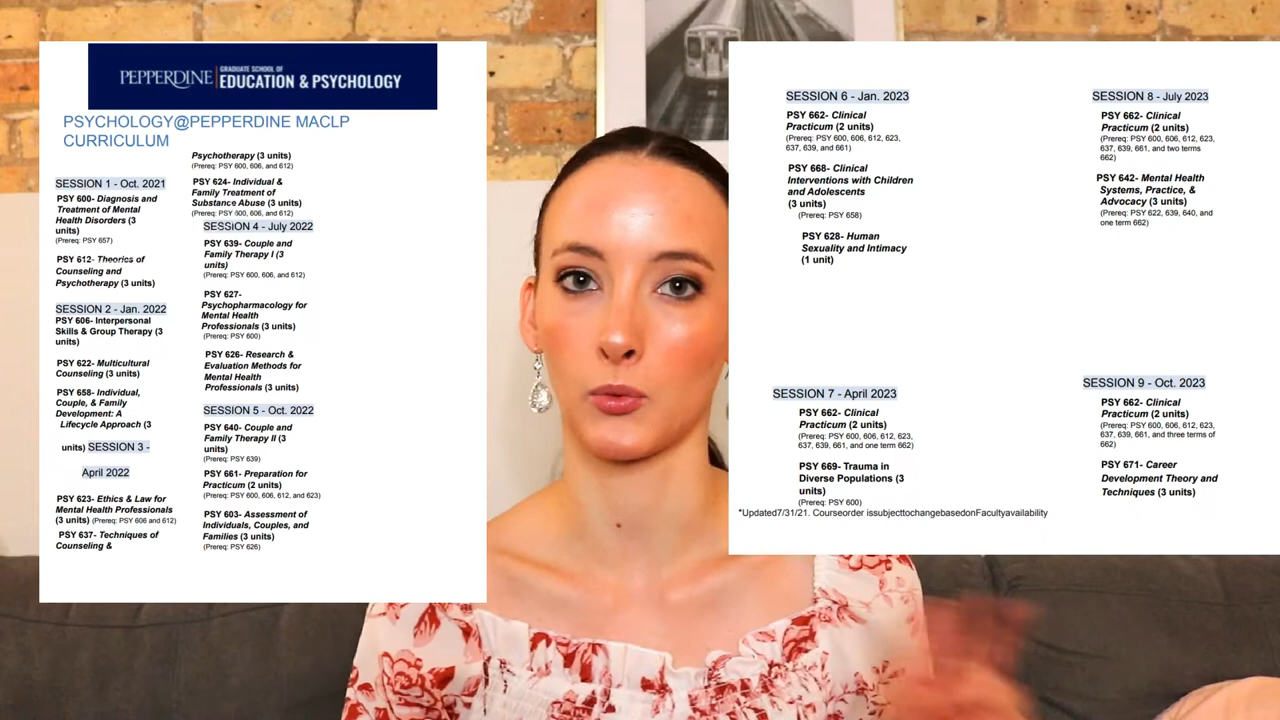 PEPPERDINE
GRADUATE SCHOOL OF
EDUCATION & PSYCHOLOGY
PSYCHOLOGY@PEPPERDINE MACLP
CURRICULUM
SESSION 1 - Oct. 2021
PSY 600- Diagnosis and
Treatment of Mental
Health Disorders (3
units)
(Prereq: PSY 657)
PSY 612- Theories of
Counseling and
Psychotherapy (3 units)
SESSION 2 - Jan. 2022
PSY 606- Interpersonal
Skills & Group Therapy (3
units)
PSY 622- Multicultural
Counseling (3 units)
PSY 658- Individual,
Couple, & Family
Development: A
Lifecycle Approach (3
units) SESSION 3 -
April 2022
PSY 623- Ethics & Law for
Mental Health Professionals
(3 units) (Prereq: PSY 606 and 612)
PSY 637- Techniques of
Counseling &
Psychotherapy (3 units)
(Prereq: PSY 600, 606, and 612)
PSY 624- Individual &
Family Treatment of
Substance Abuse (3 units)
(Prereq: PSY 600, 606, and 612)
SESSION 4 - July 2022
PSY 639- Couple and
Family Therapy I (3
units)
(Prereq: PSY 600, 606, and 612)
PSY 627-
Psychopharmacology for
Mental Health
Professionals (3 units)
(Prereq: PSY 600)
PSY 626- Research &
Evaluation Methods for
Mental Health
Professionals (3 units)
SESSION 5 - Oct. 2022
PSY 640- Couple and
Family Therapy II (3
units)
(Prereq: PSY 639)
PSY 661- Preparation for
Practicum (2 units)
(Prereq: PSY 600, 606, 612, and 623)
PSY 603- Assessment of
Individuals, Couples, and
Families (3 units)
(Prereq: PSY 626)
SESSION 6 - Jan. 2023
PSY 662- Clinical
Practicum (2 units)
(Prereq: PSY 600, 606, 612, 623,
637, 639, and 661)
PSY 668- Clinical
Interventions with Children
and Adolescents
(3 units)
(Prereq: PSY 658)
PSY 628- Human
Sexuality and Intimacy
(1 unit)
SESSION 7 - April 2023
PSY 662- Clinical
Practicum (2 units)
(Prereq: PSY 600, 606, 612, 623,
637, 639, 661, and one term 662)
PSY 669- Trauma in
Diverse Populations (3
units)
(Prereq: PSY 600)
*Updated7/31/21. Courseorder issubjecttochangebasedonFacultyavailability
SESSION 8 - July 2023
PSY 662- Clinical
Practicum (2 units)
(Prereq: PSY 600, 606, 612, 623,
637, 639, 661, and two terms
662)
PSY 642- Mental Health
Systems, Practice, &
Advocacy (3 units)
(Prereq: PSY 622, 639, 640, and
one term 662)
SESSION 9 - Oct. 2023
PSY 662- Clinical
Practicum (2 units)
(Prereq: PSY 600, 606, 612, 623,
637, 639, 661, and three terms of
662)
PSY 671- Career
Development Theory and
Techniques (3 units)